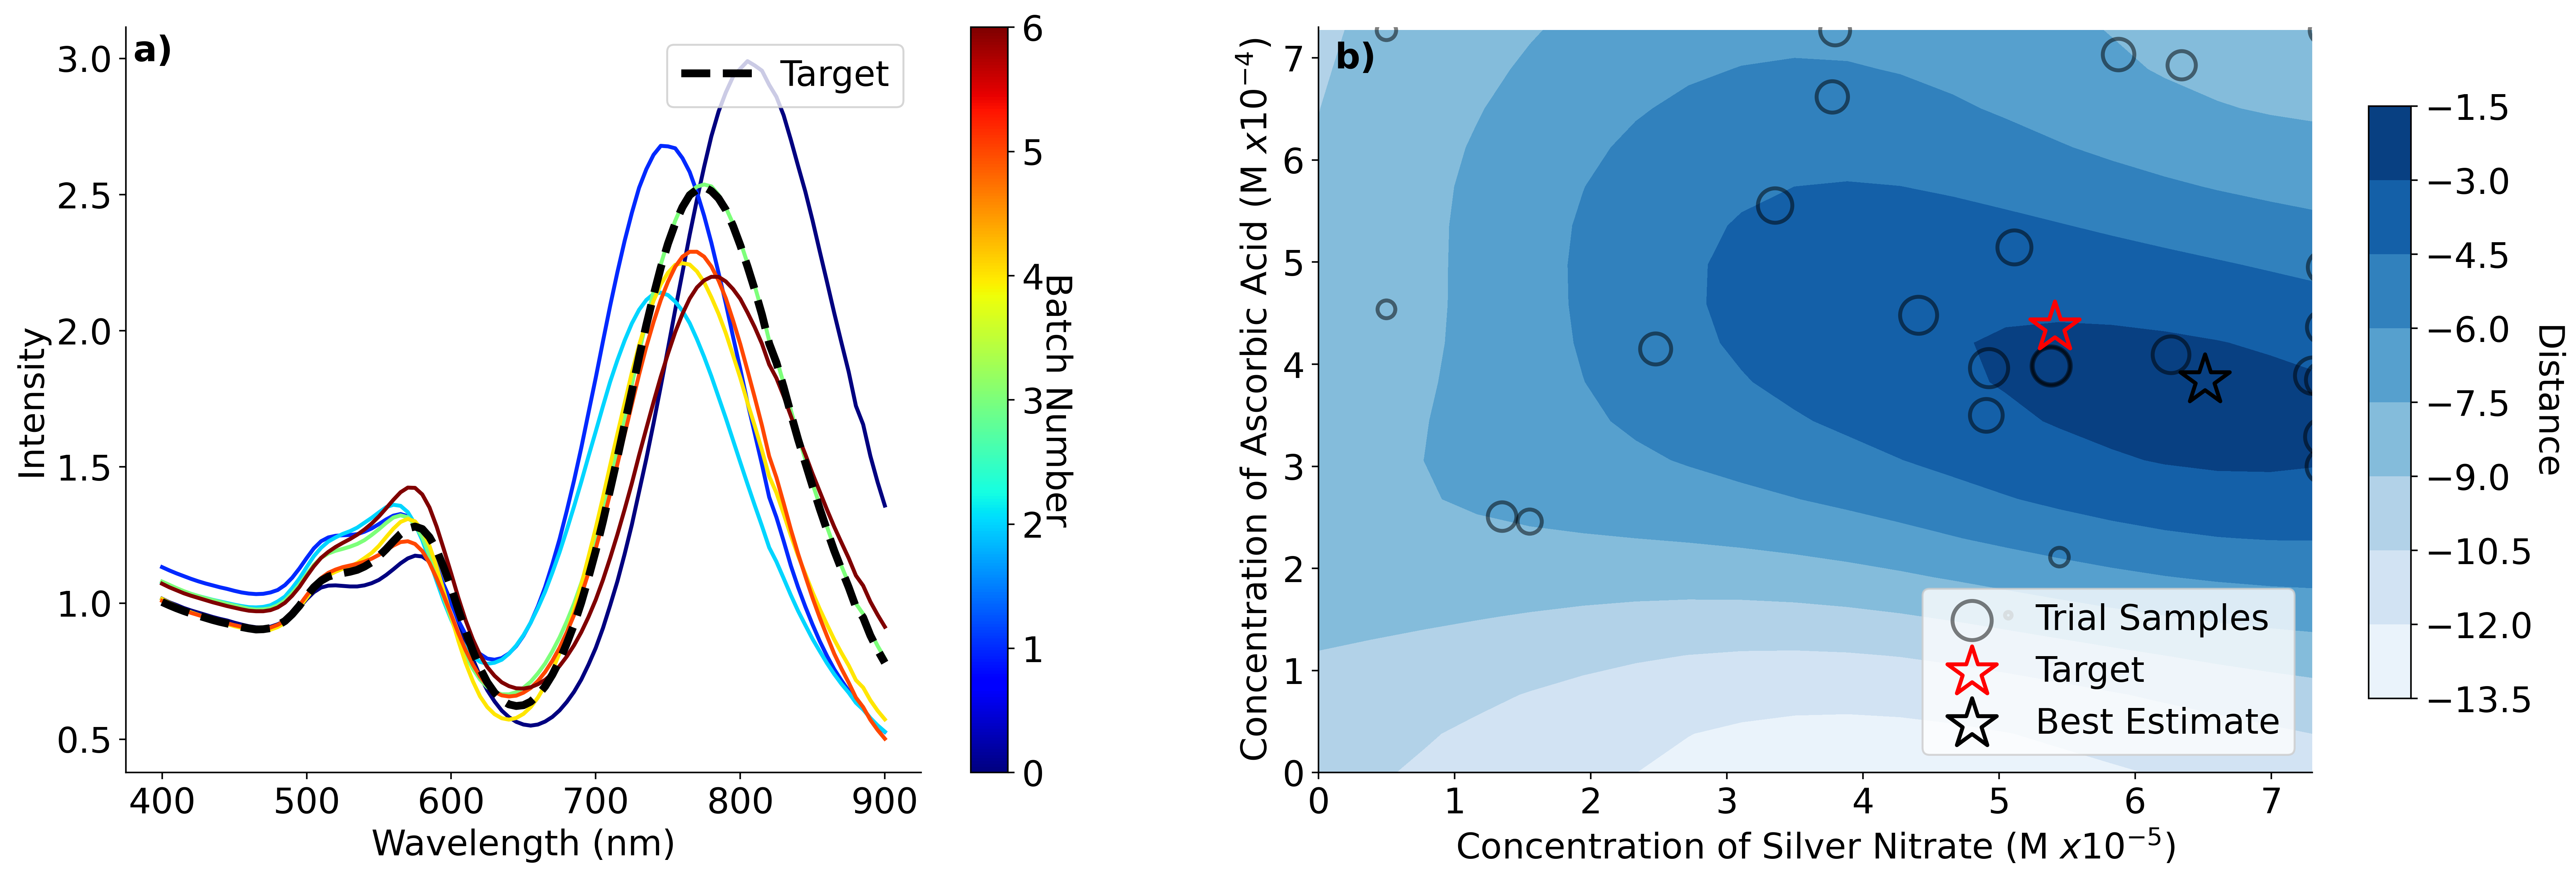 a)
Target
3.0
2.5
2.0
1.5
1.0
0.5
Intensity
400 500 600 700 800 900
Wavelength (nm)
6
5
4
3
2
1
0
Batch Number
b)
7
6
5
4
3
2
1
0
Concentration of Ascorbic Acid (M x10⁻⁴)
0 1 2 3 4 5 6 7
Concentration of Silver Nitrate (M x10⁻⁵)
Trial Samples
Target
Best Estimate
−1.5
−3.0
−4.5
−6.0
−7.5
−9.0
−10.5
−12.0
−13.5
Distance